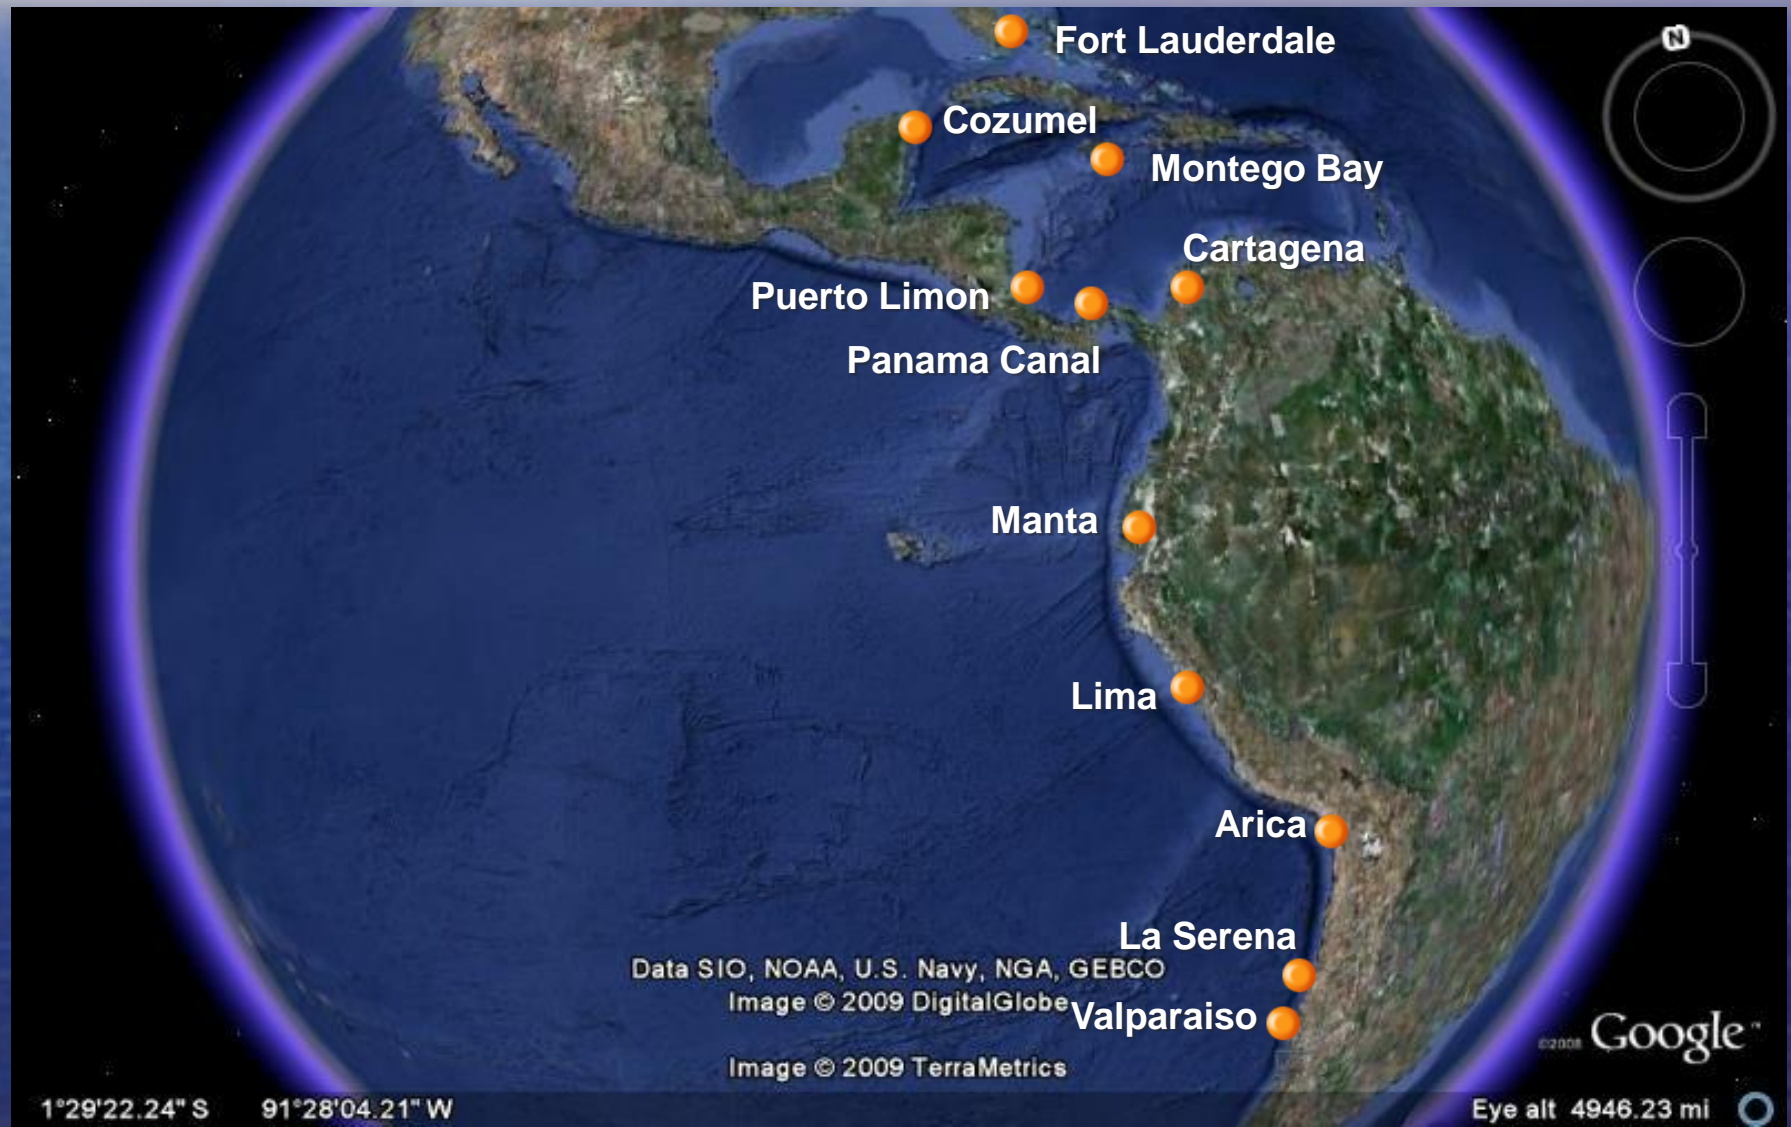 N
Fort Lauderdale
Cozumel
Montego Bay
Cartagena
Puerto Limon
Panama Canal
Manta
Lima
Arica
La Serena
Data SIO, NOAA, U.S. Navy, NGA, GEBCO
Image © 2009 DigitalGlobe
Valparaiso
©2008 Google™
Image © 2009 TerraMetrics
1°29'22.24" S 91°28'04.21" W Eye alt 4946.23 mi